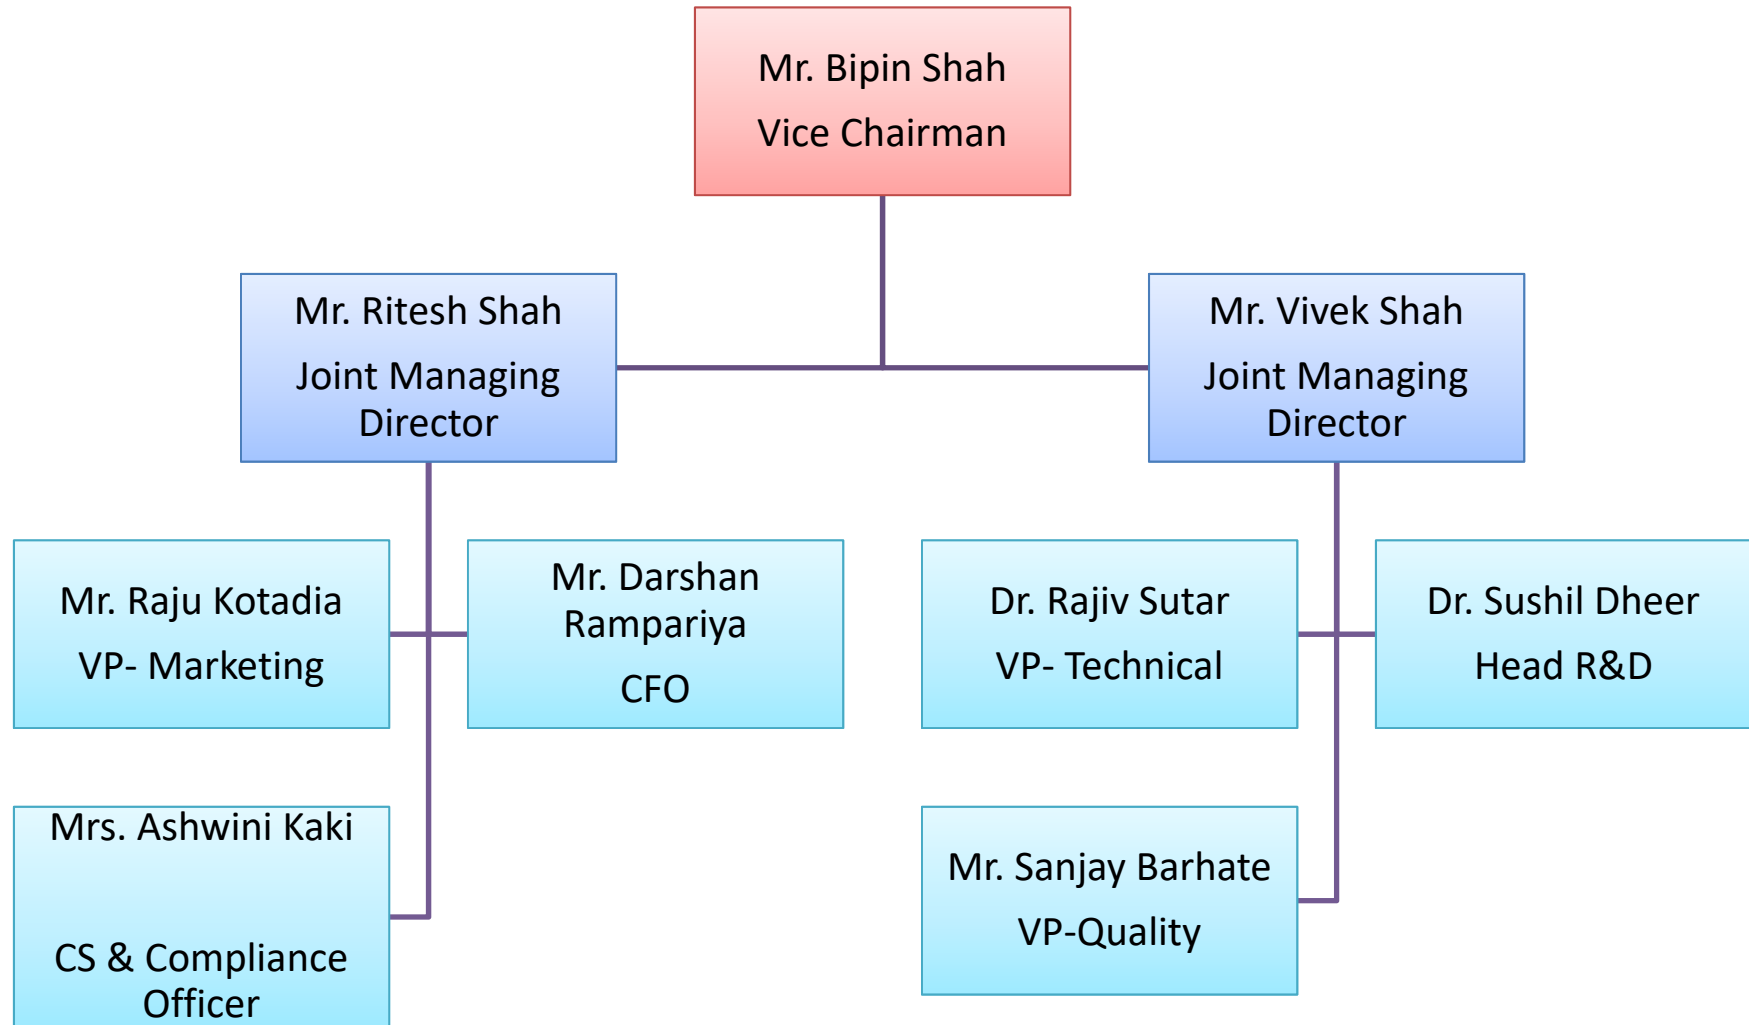 Mr. Bipin Shah
Vice Chairman
Mr. Ritesh Shah
Joint Managing
Director
Mr. Vivek Shah
Joint Managing
Director
Mr. Raju Kotadia
VP- Marketing
Mr. Darshan
Rampariya
CFO
Dr. Rajiv Sutar
VP- Technical
Dr. Sushil Dheer
Head R&D
Mrs. Ashwini Kaki
CS & Compliance
Officer
Mr. Sanjay Barhate
VP-Quality